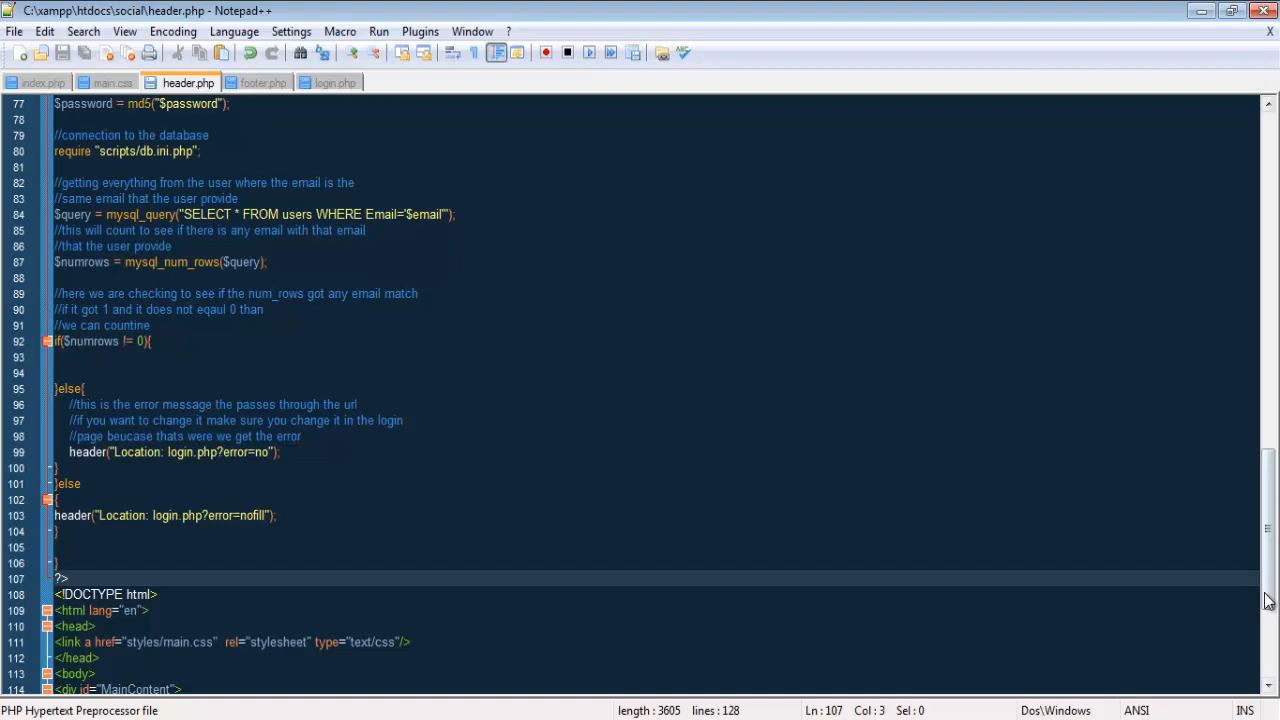 C:\xampp\htdocs\social\header.php - Notepad++
File Edit Search View Encoding Language Settings Macro Run Plugins Window ? X
index.php main.css header.php footer.php login.php
77 $password = md5("$password");
78
79 //connection to the database
80 require "scripts/db.ini.php";
81
82 //getting everything from the user where the email is the
83 //same email that the user provide
84 $query = mysql_query("SELECT * FROM users WHERE Email='$email'");
85 //this will count to see if there is any email with that email
86 //that the user provide
87 $numrows = mysql_num_rows($query);
88
89 //here we are checking to see if the num_rows got any email match
90 //if it got 1 and it does not eqaul 0 than
91 //we can countine
92 if($numrows != 0){
93
94
95 }else{
96 //this is the error message the passes through the url
97 //if you want to change it make sure you change it in the login
98 //page beucase thats were we get the error
99 header("Location: login.php?error=no");
100 }
101 }else
102 {
103 header("Location: login.php?error=nofill");
104 }
105
106 }
107 ?>
108 <!DOCTYPE html>
109 <html lang="en">
110 <head>
111 <link a href="styles/main.css" rel="stylesheet" type="text/css"/>
112 </head>
113 <body>
114 <div id="MainContent">
PHP Hypertext Preprocessor file length : 3605 lines : 128 Ln : 107 Col : 3 Sel : 0 Dos\Windows ANSI INS